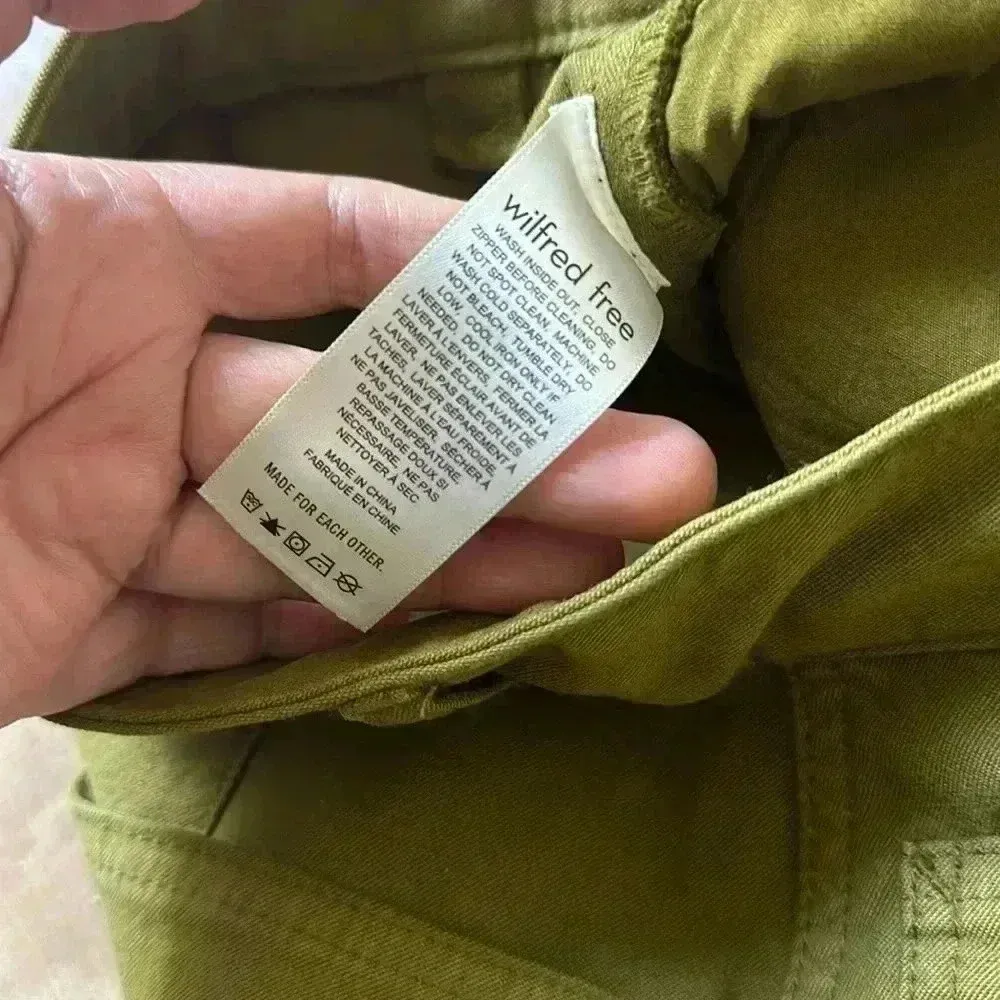 wilfred free
WASH INSIDE OUT, CLOSE
ZIPPER BEFORE CLEANING, DO
NOT SPOT CLEAN, MACHINE
WASH COLD SEPARATELY, DO
NOT BLEACH, TUMBLE DRY
LOW, COOL IRON ONLY IF
NEEDED, DO NOT DRY CLEAN
LAVER À L'ENVERS, FERMER LA
FERMETURE ÉCLAIR AVANT DE
LAVER, NE PAS ENLEVER LES
TACHES, LAVER SÉPARÉMENT À
LA MACHINE À L'EAU FROIDE,
NE PAS JAVELISER, SÉCHER À
BASSE TEMPÉRATURE,
REPASSAGE DOUX SI
NÉCESSAIRE, NE PAS
NETTOYER À SEC
MADE IN CHINA
FABRIQUÉ EN CHINE
MADE FOR EACH OTHER.